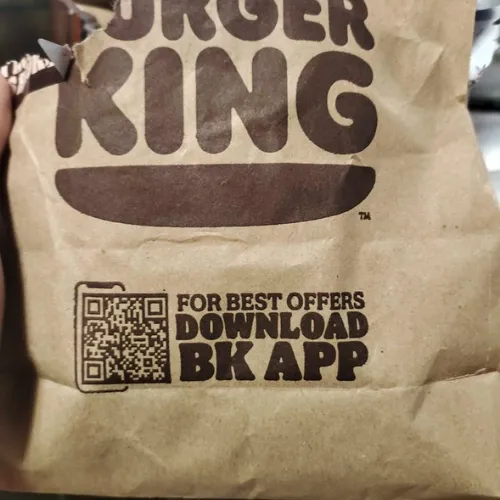 URGER
KING
TM
FOR BEST OFFERS
DOWNLOAD
BK APP